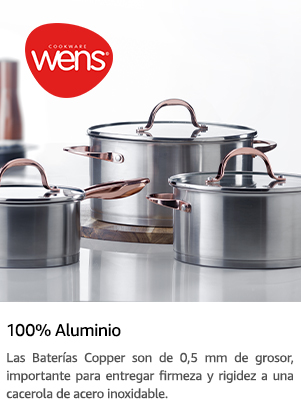 COOKWARE
wens®
100% Aluminio
Las Baterías Copper son de 0,5 mm de grosor,
importante para entregar firmeza y rigidez a una
cacerola de acero inoxidable.